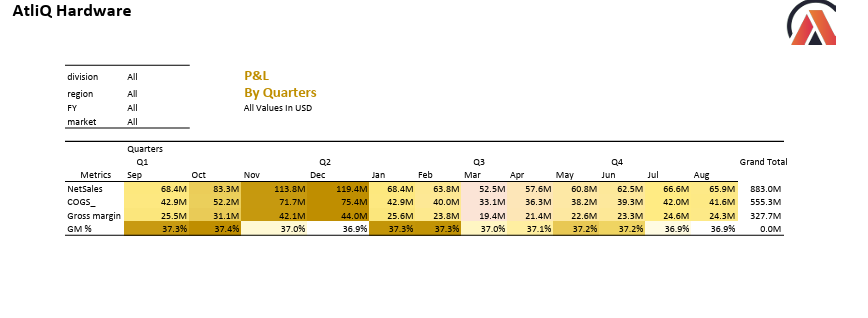 AtliQ Hardware
division All P&L
region All By Quarters
FY All All Values In USD
market All
Quarters
Q1 Q2 Q3 Q4 Grand Total
Metrics Sep Oct Nov Dec Jan Feb Mar Apr May Jun Jul Aug
NetSales 68.4M 83.3M 113.8M 119.4M 68.4M 63.8M 52.5M 57.6M 60.8M 62.5M 66.6M 65.9M 883.0M
COGS_ 42.9M 52.2M 71.7M 75.4M 42.9M 40.0M 33.1M 36.3M 38.2M 39.3M 42.0M 41.6M 555.3M
Gross margin 25.5M 31.1M 42.1M 44.0M 25.6M 23.8M 19.4M 21.4M 22.6M 23.3M 24.6M 24.3M 327.7M
GM % 37.3% 37.4% 37.0% 36.9% 37.3% 37.3% 37.0% 37.1% 37.2% 37.2% 36.9% 36.9% 0.0M